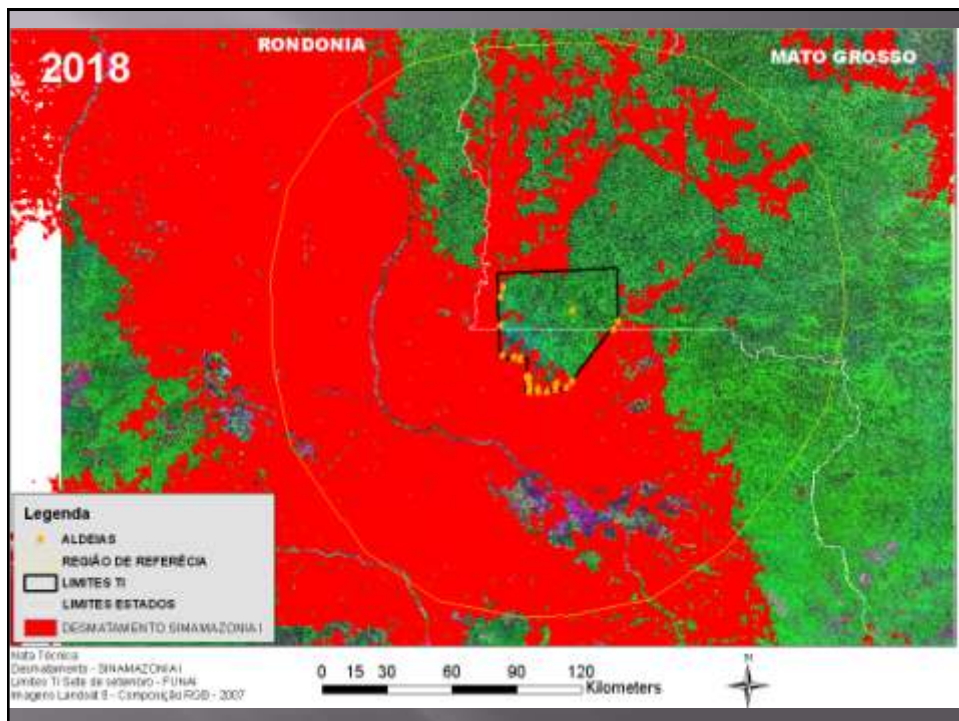 RONDONIA
MATO GROSSO
2018
Legenda
ALDEIAS
REGIÃO DE REFERÊCIA
LIMITES TI
LIMITES ESTADOS
DESMATAMENTO SIMAMAZONIA I
Nota Técnica
Desmatamento - SIMAMAZONIA I
Limites TI Sete de setembro - FUNAI
Imagens Landsat 5 - Composição RGB - 2007
0 15 30 60 90 120
Kilometers
N